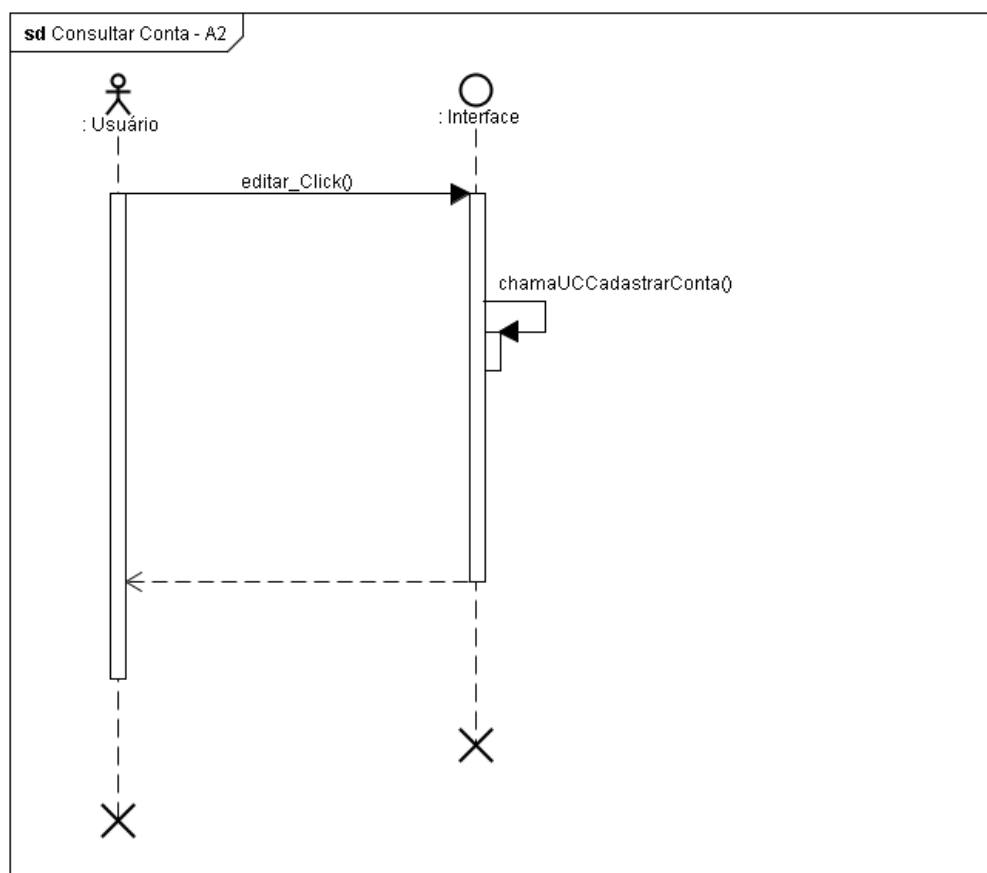 sd Consultar Conta - A2
: Usuário
: Interface
editar_Click()
chamaUCCadastrarConta()